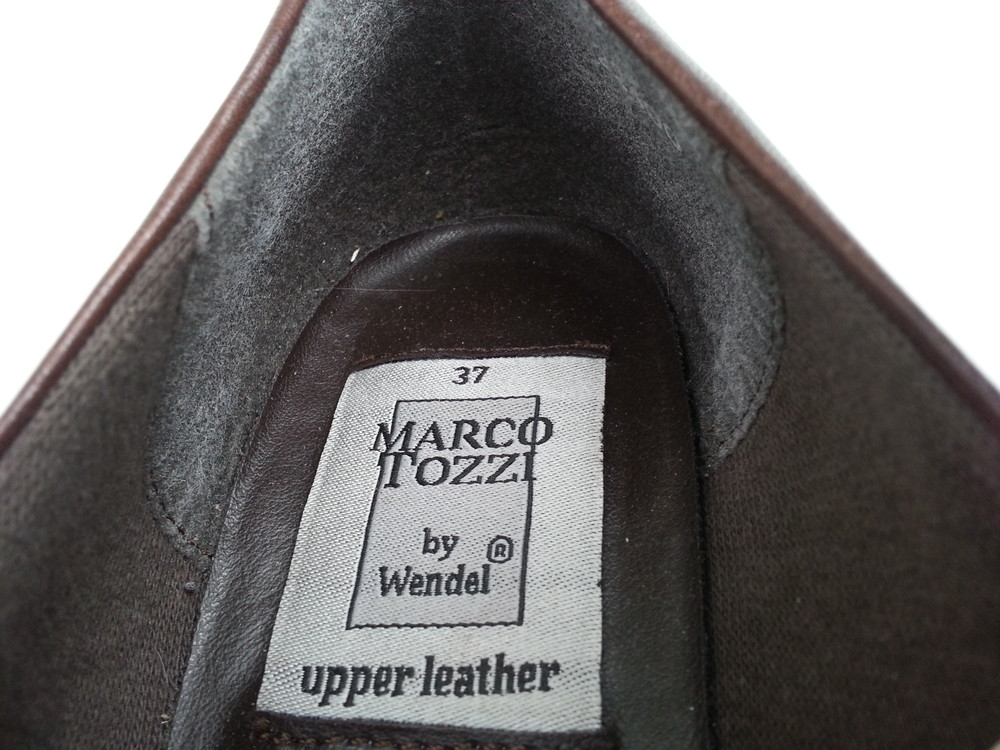 37
MARCO
TOZZI
by
Wendel ®
upper leather